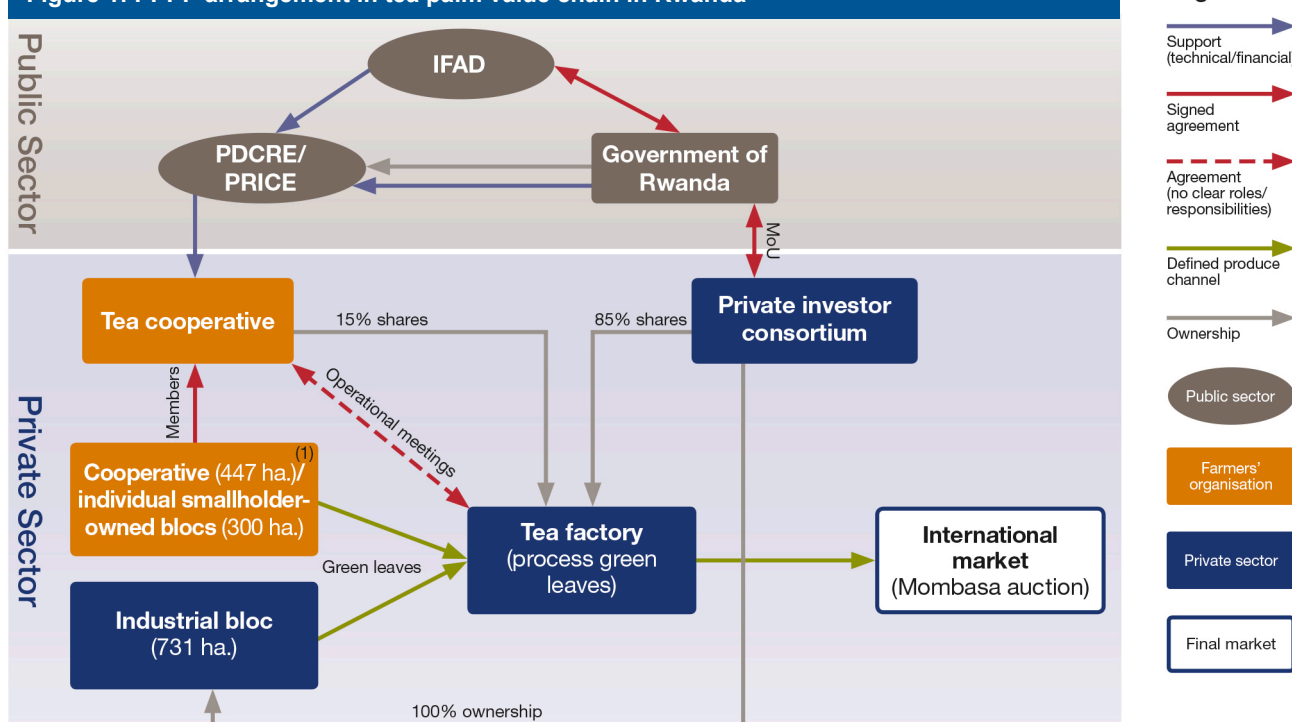 Public Sector
IFAD
PDCRE/
PRICE
Government of
Rwanda
MoU
Private Sector
Tea cooperative
15% shares
85% shares
Private investor
consortium
Members
Operational meetings
(1)
Cooperative (447 ha.)/
individual smallholder-
owned blocs (300 ha.)
Green leaves
Tea factory
(process green
leaves)
International
market
(Mombasa auction)
Industrial bloc
(731 ha.)
100% ownership
Support
(technical/financial
Signed
agreement
Agreement
(no clear roles/
responsibilities)
Defined produce
channel
Ownership
Public sector
Farmers'
organisation
Private sector
Final market